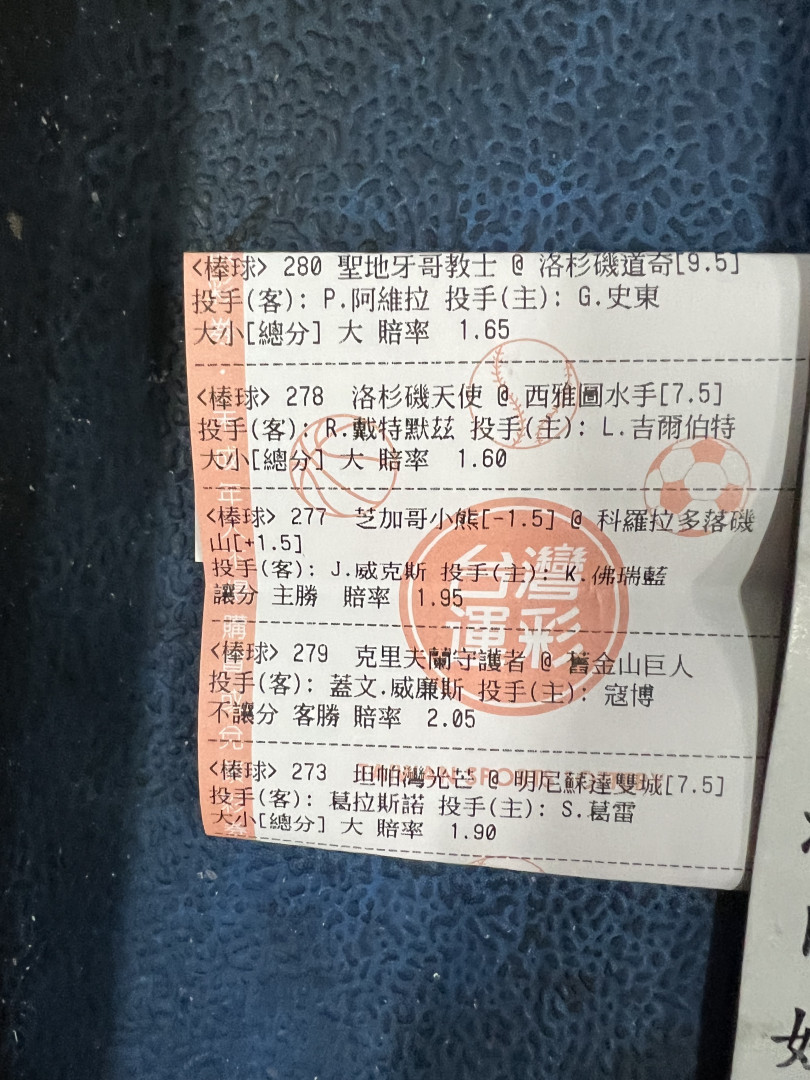 <棒球> 280 聖地牙哥教士 @ 洛杉磯道奇[9.5]
投手(客): P.阿維拉 投手(主): G.史東
大小[總分] 大 賠率 1.65
<棒球> 278 洛杉磯天使 @ 西雅圖水手[7.5]
投手(客): R.戴特默茲 投手(主): L.吉爾伯特
大小[總分] 大 賠率 1.60
<棒球> 277 芝加哥小熊[-1.5] @ 科羅拉多落磯
山[+1.5]
投手(客): J.威克斯 投手(主): K.佛瑞藍
讓分 主勝 賠率 1.95
<棒球> 279 克里夫蘭守護者 @ 舊金山巨人
投手(客): 蓋文.威廉斯 投手(主): 寇博
不讓分 客勝 賠率 2.05
<棒球> 273 坦帕灣光芒 @ 明尼蘇達雙城[7.5]
投手(客): 葛拉斯諾 投手(主): S.葛雷
大小[總分] 大 賠率 1.90
台灣
運彩